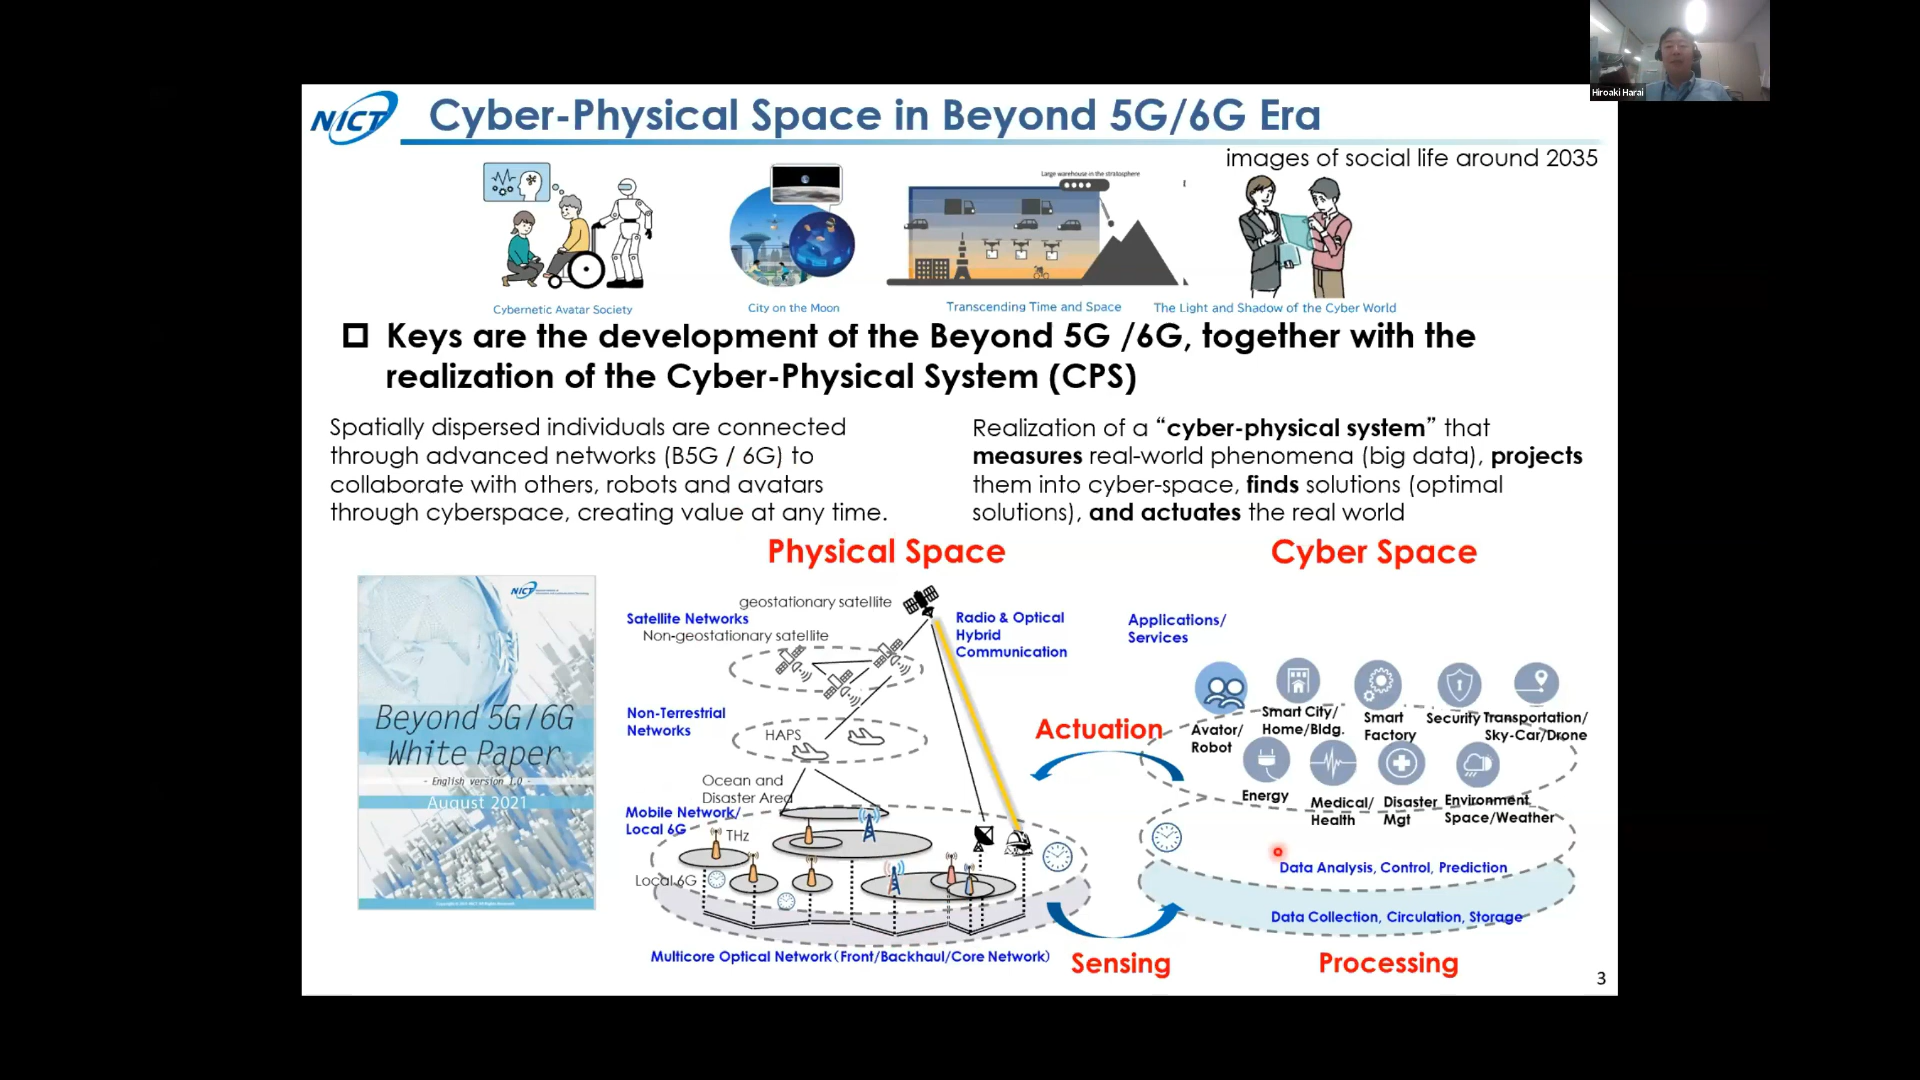 Hiroaki Harai
NICT
Cyber-Physical Space in Beyond 5G/6G Era
images of social life around 2035
Large warehouse in the stratosphere
Cybernetic Avatar Society
City on the Moon
Transcending Time and Space
The Light and Shadow of the Cyber World
Keys are the development of the Beyond 5G /6G, together with the
realization of the Cyber-Physical System (CPS)
Spatially dispersed individuals are connected
through advanced networks (B5G / 6G) to
collaborate with others, robots and avatars
through cyberspace, creating value at any time.
Realization of a “cyber-physical system” that
measures real-world phenomena (big data), projects
them into cyber-space, finds solutions (optimal
solutions), and actuates the real world
NICT
Beyond 5G/6G
White Paper
- English version 1.0 -
August 2021
Physical Space
geostationary satellite
Satellite Networks
Non-geostationary satellite
Radio & Optical
Hybrid
Communication
Non-Terrestrial
Networks
HAPS
Ocean and
Disaster Area
Mobile Network/
Local 6G
THz
Local 6G
Multicore Optical Network(Front/Backhaul/Core Network)
Actuation
Sensing
Cyber Space
Applications/
Services
Avator/
Robot
Smart City/
Home/Bldg.
Smart
Factory
Security
Transportation/
Sky-Car/Drone
Energy
Medical/
Health
Disaster
Mgt
Environment
Space/Weather
Data Analysis, Control, Prediction
Data Collection, Circulation, Storage
Processing
3